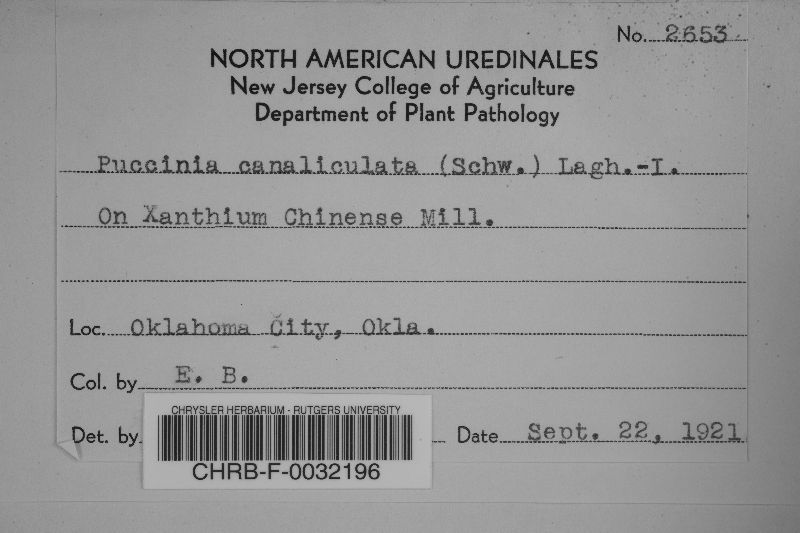 No. 2653
NORTH AMERICAN UREDINALES
New Jersey College of Agriculture
Department of Plant Pathology
Puccinia canaliculata (Schw.) Lagh.-I.
On Xanthium Chinense Mill.
Loc. Oklahoma City, Okla.
Col. by E. B.
Det. by
Date Sept. 22, 1921
CHRYSLER HERBARIUM - RUTGERS UNIVERSITY
CHRB-F-0032196